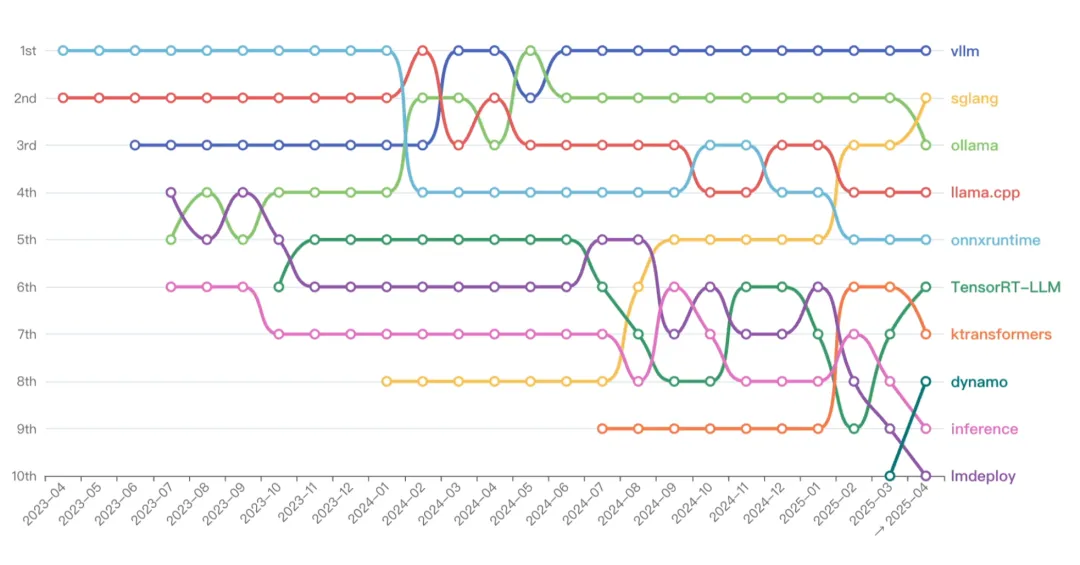 1st
vllm
2nd
sglang
3rd
ollama
4th
llama.cpp
5th
onnxruntime
6th
TensorRT-LLM
7th
ktransformers
8th
dynamo
9th
inference
10th
lmdeploy
2023-04
2023-05
2023-06
2023-07
2023-08
2023-09
2023-10
2023-11
2023-12
2024-01
2024-02
2024-03
2024-04
2024-05
2024-06
2024-07
2024-08
2024-09
2024-10
2024-11
2024-12
2025-01
2025-02
2025-03
→ 2025-04